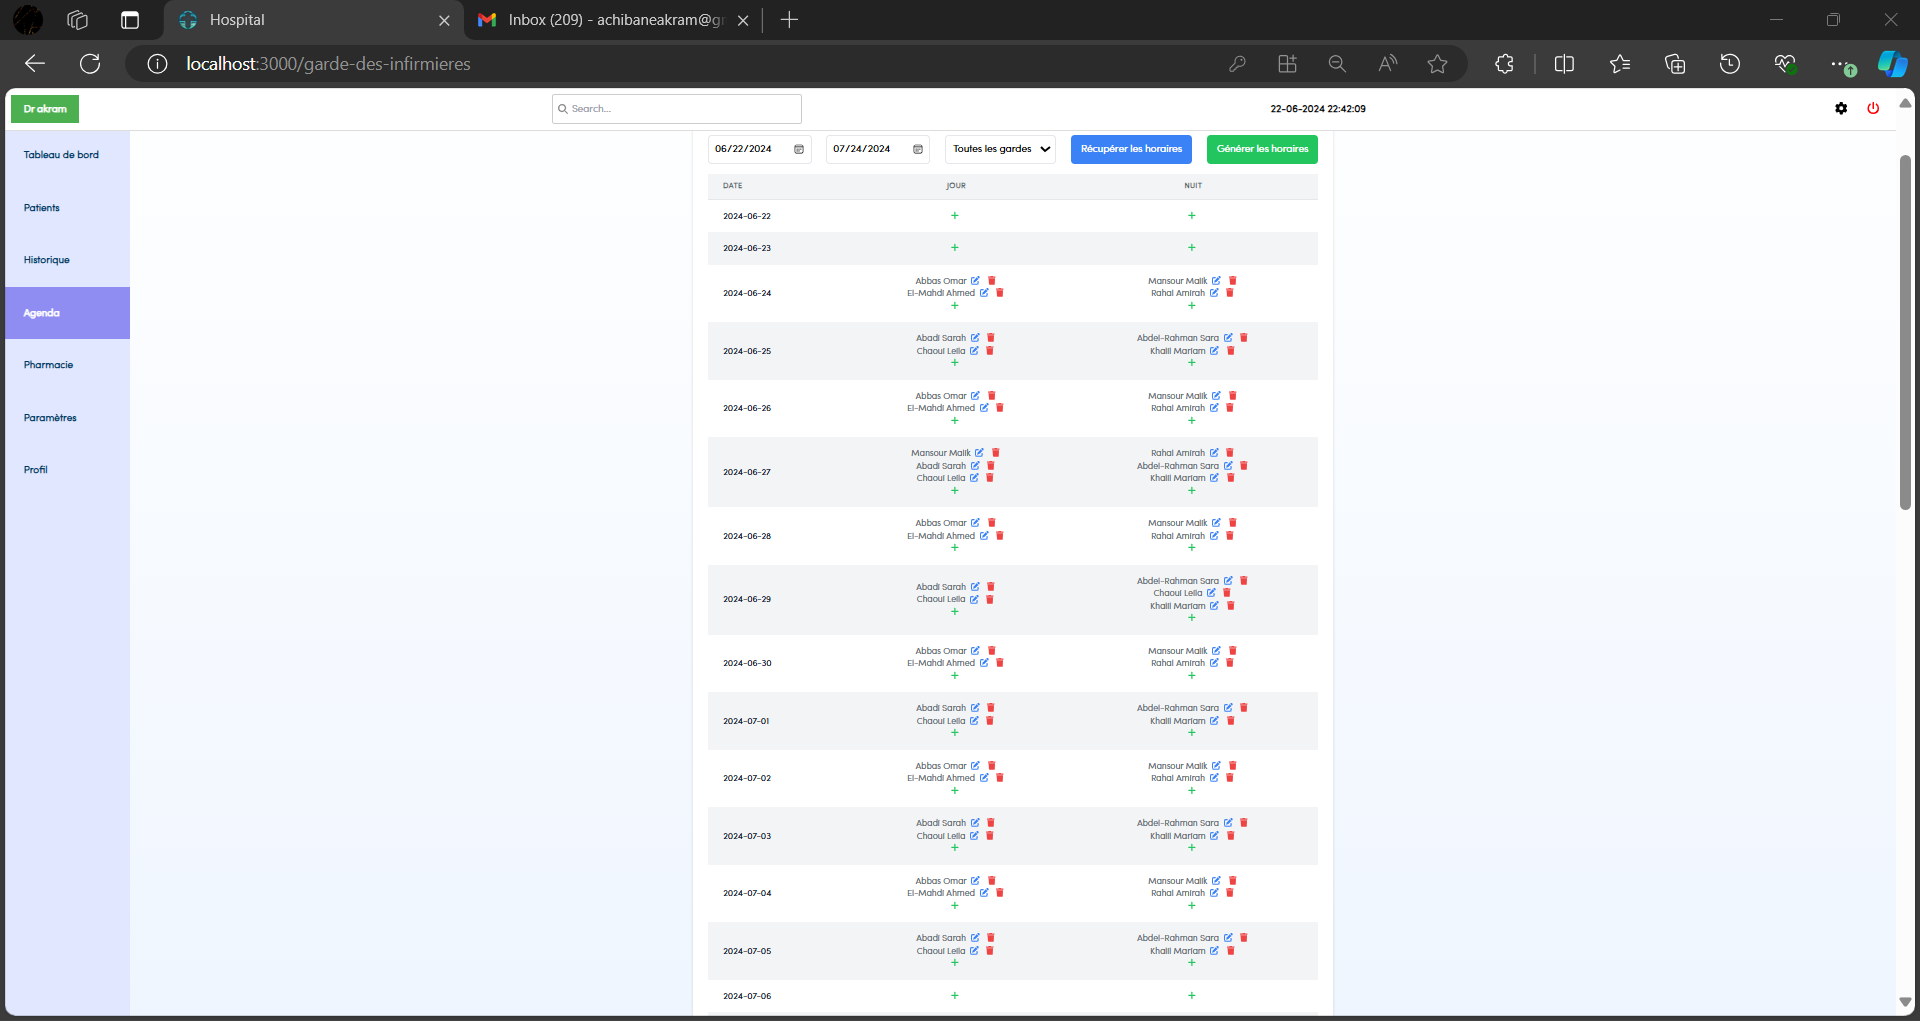 Hospital
Inbox (209) - achibaneakram@gr
localhost:3000/garde-des-infirmieres
Dr akram
Search...
22-06-2024 22:42:09
Tableau de bord
Patients
Historique
Agenda
Pharmacie
Paramètres
Profil
06/22/2024
07/24/2024
Toutes les gardes
Récupérer les horaires
Générer les horaires
DATE JOUR NUIT
2024-06-22 + +
2024-06-23 + +
Abbas Omar Mansour Malik
2024-06-24 El-Mahdi Ahmed Rahal Amirah
+ +
Abadi Sarah Abdel-Rahman Sara
2024-06-25 Chaoui Leila Khalil Mariam
+ +
Abbas Omar Mansour Malik
2024-06-26 El-Mahdi Ahmed Rahal Amirah
+ +
Mansour Malik Rahal Amirah
2024-06-27 Abadi Sarah Abdel-Rahman Sara
Chaoui Leila Khalil Mariam
+ +
Abbas Omar Mansour Malik
2024-06-28 El-Mahdi Ahmed Rahal Amirah
+ +
Abdel-Rahman Sara
Abadi Sarah Chaoui Leila
2024-06-29 Chaoui Leila Khalil Mariam
+ +
Abbas Omar Mansour Malik
2024-06-30 El-Mahdi Ahmed Rahal Amirah
+ +
Abadi Sarah Abdel-Rahman Sara
2024-07-01 Chaoui Leila Khalil Mariam
+ +
Abbas Omar Mansour Malik
2024-07-02 El-Mahdi Ahmed Rahal Amirah
+ +
Abadi Sarah Abdel-Rahman Sara
2024-07-03 Chaoui Leila Khalil Mariam
+ +
Abbas Omar Mansour Malik
2024-07-04 El-Mahdi Ahmed Rahal Amirah
+ +
Abadi Sarah Abdel-Rahman Sara
2024-07-05 Chaoui Leila Khalil Mariam
+ +
2024-07-06 + +